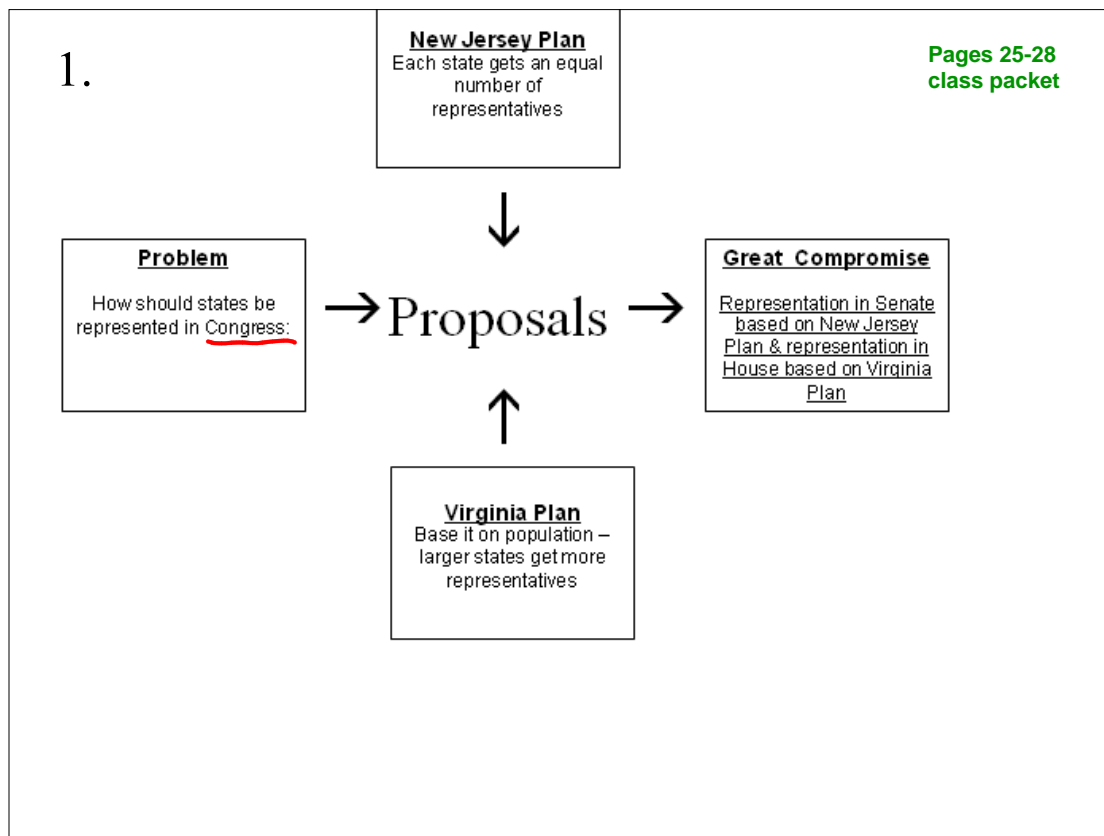 1.
New Jersey Plan
Each state gets an equal
number of
representatives
Pages 25-28
class packet
Problem
How should states be
represented in Congress:
Proposals
Great Compromise
Representation in Senate
based on New Jersey
Plan & representation in
House based on Virginia
Plan
Virginia Plan
Base it on population –
larger states get more
representatives